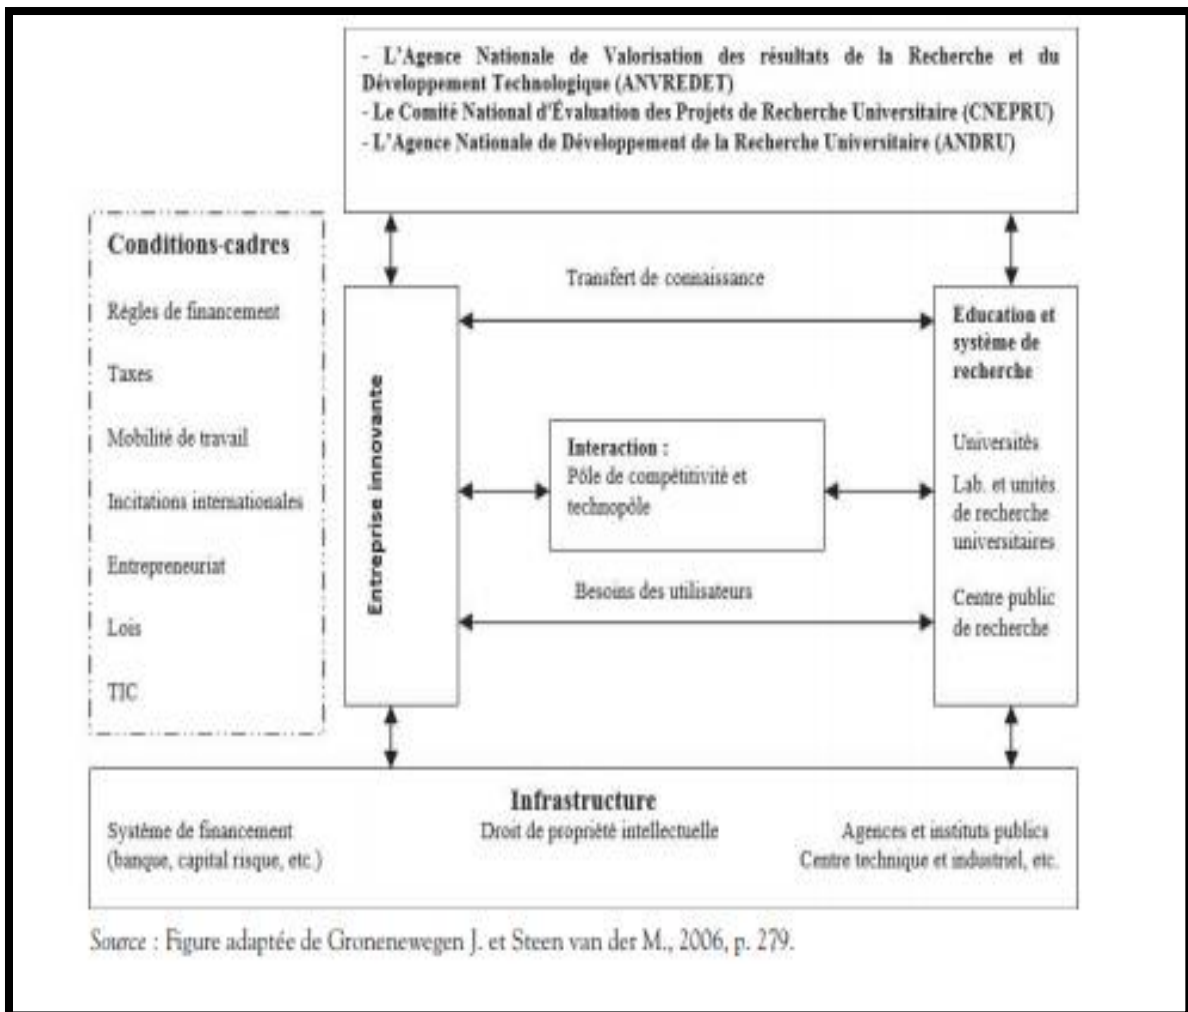 - L'Agence Nationale de Valorisation des résultats de la Recherche et du
Développement Technologique (ANVREDET)
- Le Comité National d'Évaluation des Projets de Recherche Universitaire (CNEPRU)
- L'Agence Nationale de Développement de la Recherche Universitaire (ANDRU)
Conditions-cadres
Règles de financement
Taxes
Mobilité de travail
Incitations internationales
Entrepreneuriat
Lois
TIC
Entreprise innovante
Transfert de connaissance
Interaction :
Pôle de compétitivité et
technopôle
Besoins des utilisateurs
Education et
système de
recherche
Universités
Lab. et unités
de recherche
universitaires
Centre public
de recherche
Infrastructure
Système de financement
(banque, capital risque, etc.)
Droit de propriété intellectuelle
Agences et instituts publics
Centre technique et industriel, etc.
Source : Figure adaptée de Gronenewegen J. et Steen van der M., 2006, p. 279.